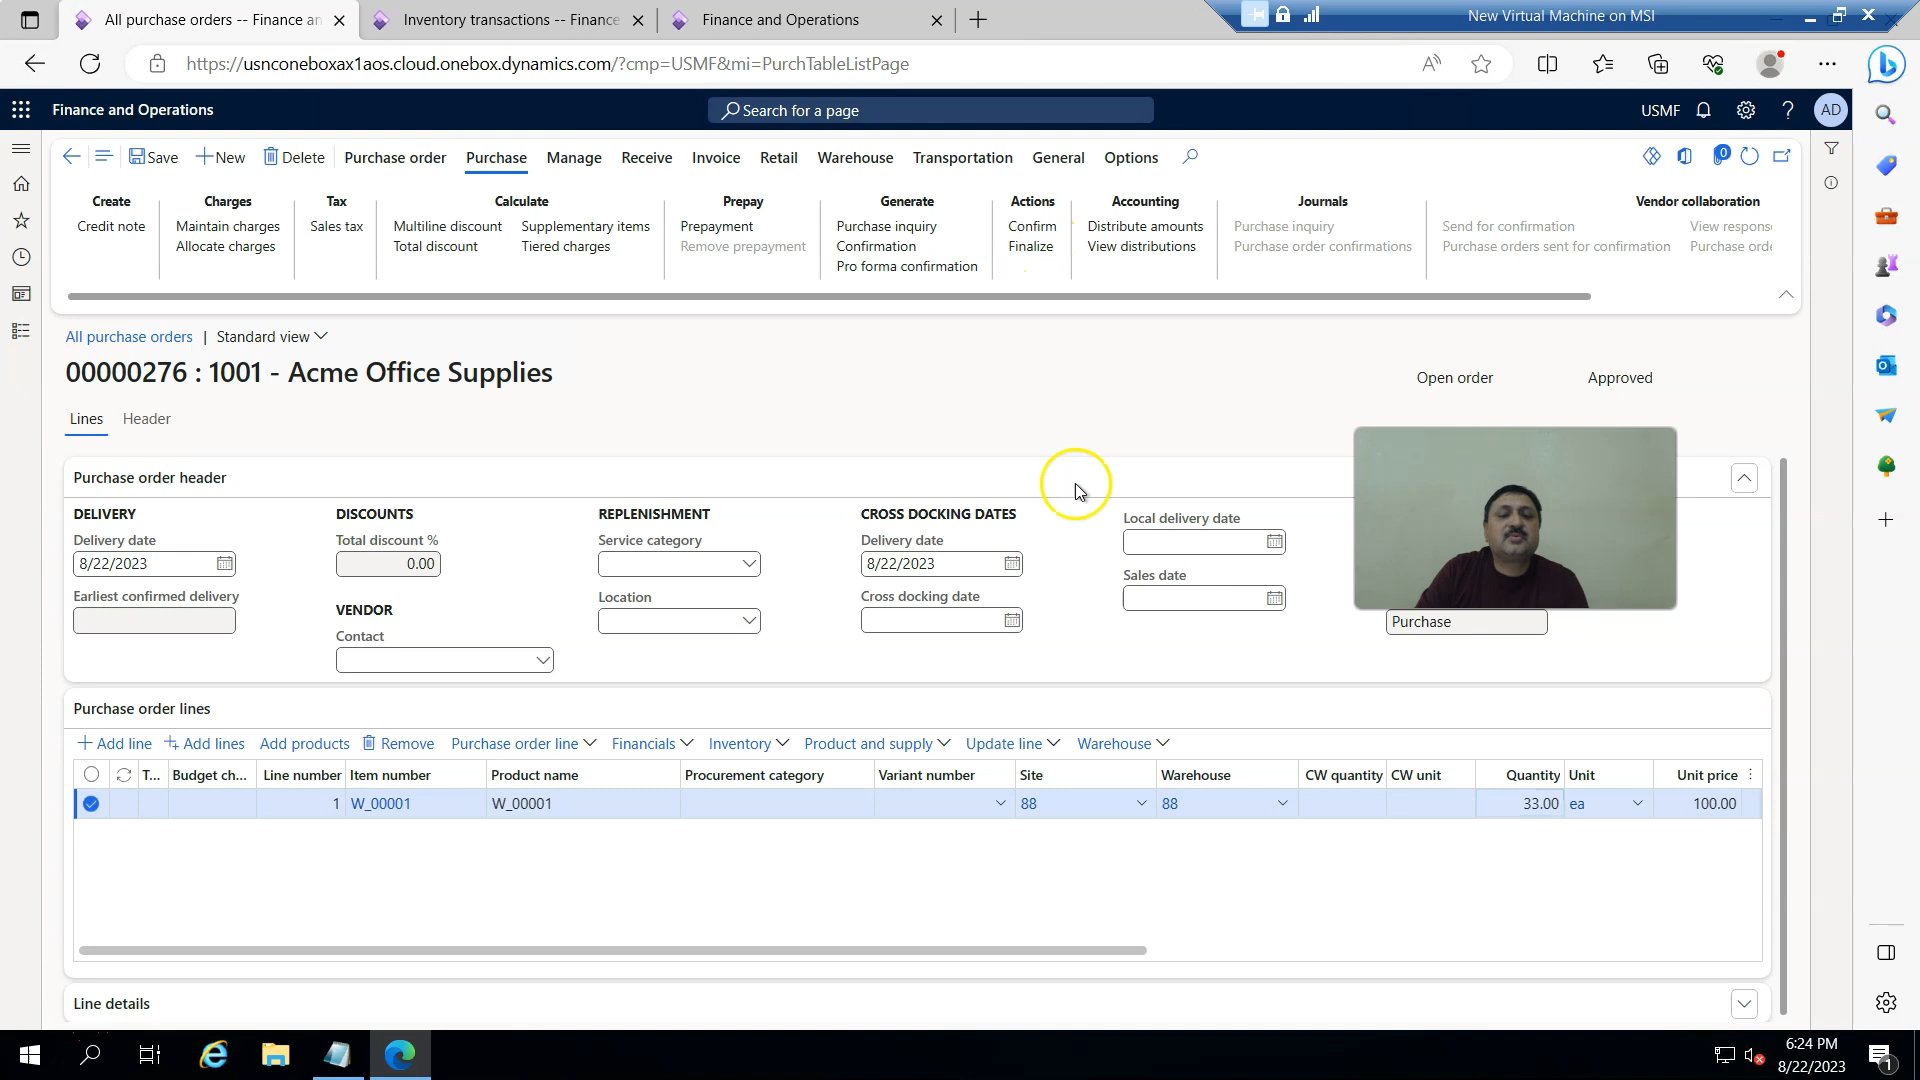 All purchase orders -- Finance an
Inventory transactions -- Finance
Finance and Operations
New Virtual Machine on MSI
https://usnconeboxax1aos.cloud.onebox.dynamics.com/?cmp=USMF&mi=PurchTableListPage
Finance and Operations
Search for a page
USMF
AD
Save
New
Delete
Purchase order
Purchase
Manage
Receive
Invoice
Retail
Warehouse
Transportation
General
Options
0
Create
Credit note
Charges
Maintain charges
Allocate charges
Tax
Sales tax
Calculate
Multiline discount
Total discount
Supplementary items
Tiered charges
Prepay
Prepayment
Remove prepayment
Generate
Purchase inquiry
Confirmation
Pro forma confirmation
Actions
Confirm
Finalize
Accounting
Distribute amounts
View distributions
Journals
Purchase inquiry
Purchase order confirmations
Vendor collaboration
Send for confirmation
Purchase orders sent for confirmation
View response
Purchase orde
All purchase orders | Standard view
00000276 : 1001 - Acme Office Supplies
Open order
Approved
Lines
Header
Purchase order header
DELIVERY
Delivery date
8/22/2023
Earliest confirmed delivery
DISCOUNTS
Total discount %
0.00
VENDOR
Contact
REPLENISHMENT
Service category
Location
CROSS DOCKING DATES
Delivery date
8/22/2023
Cross docking date
Local delivery date
Sales date
Purchase
Purchase order lines
Add line
Add lines
Add products
Remove
Purchase order line
Financials
Inventory
Product and supply
Update line
Warehouse
T... Budget ch... Line number Item number Product name Procurement category Variant number Site Warehouse CW quantity CW unit Quantity Unit Unit price
1 W_00001 W_00001 88 88 33.00 ea 100.00
Line details
6:24 PM
8/22/2023
1